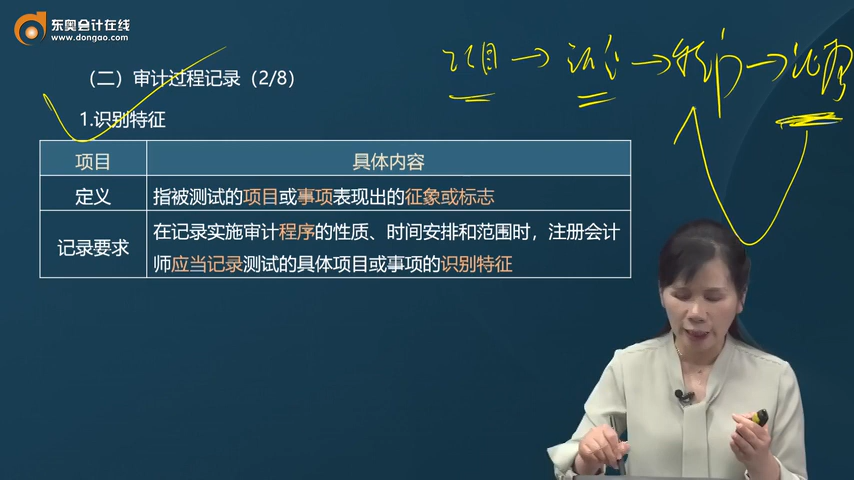 东奥会计在线
www.dongao.com
（二）审计过程记录（2/8）
1.识别特征
项目
具体内容
定义
指被测试的项目或事项表现出的征象或标志
记录要求
在记录实施审计程序的性质、时间安排和范围时，注册会计
师应当记录测试的具体项目或事项的识别特征